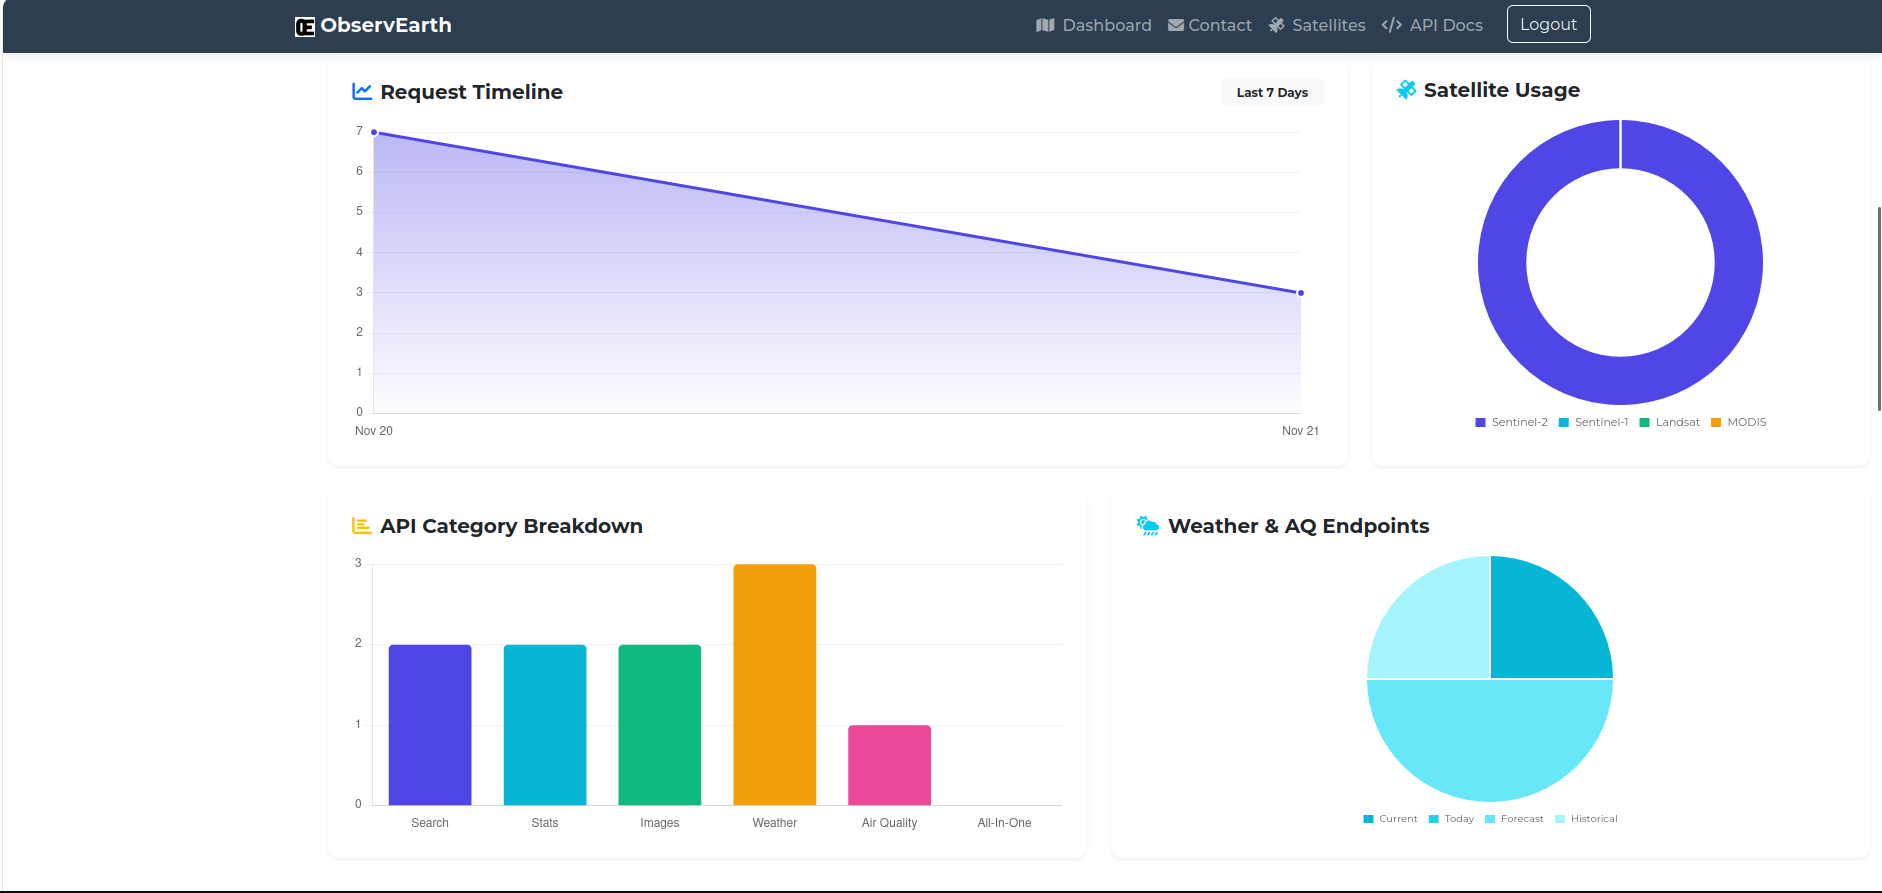 ObservEarth
Dashboard Contact Satellites API Docs Logout
Request Timeline
Last 7 Days
7
6
5
4
3
2
1
0
Nov 20 Nov 21
Satellite Usage
Sentinel-2 Sentinel-1 Landsat MODIS
API Category Breakdown
3
2
1
0
Search Stats Images Weather Air Quality All-In-One
Weather & AQ Endpoints
Current Today Forecast Historical